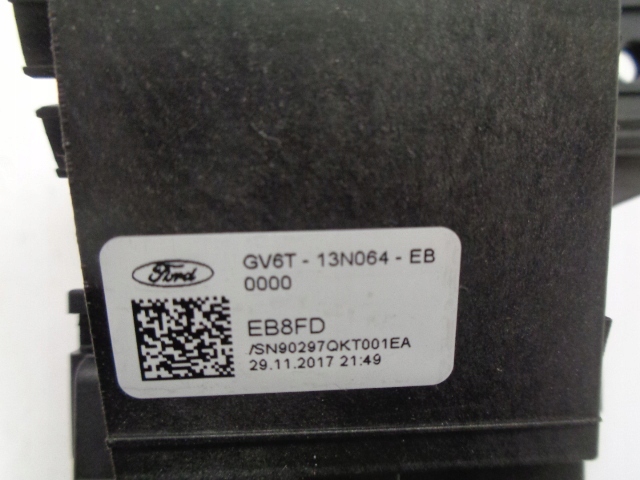 Ford
GV6T - 13N064 - EB
0000
EB8FD
/SN90297QKT001EA
29.11.2017 21:49